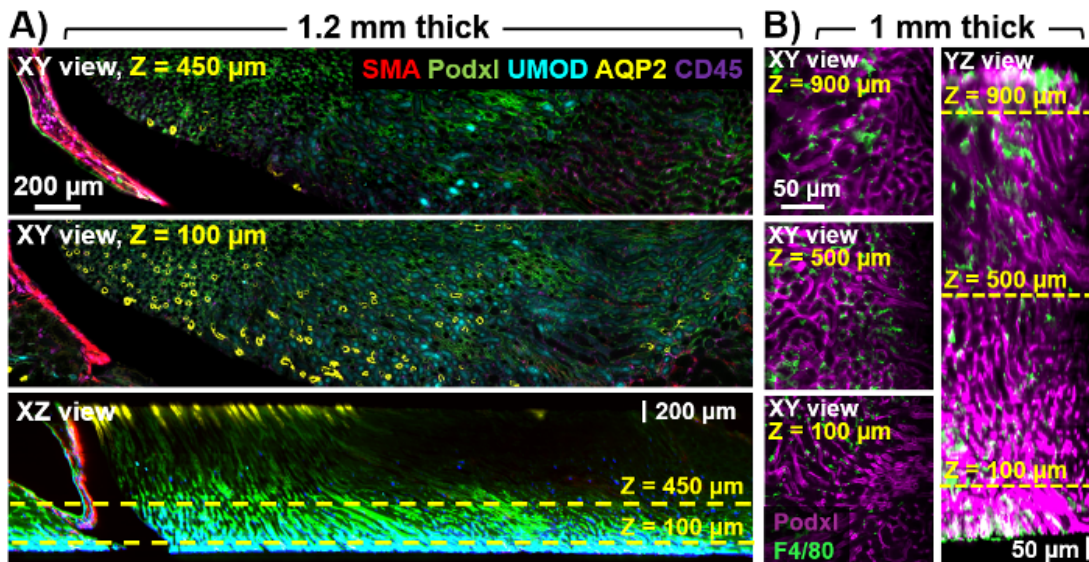 A)
1.2 mm thick
XY view, Z = 450 µm
SMA Podxl UMOD AQP2 CD45
200 µm
XY view, Z = 100 µm
XZ view
200 µm
Z = 450 µm
Z = 100 µm
B)
1 mm thick
XY view
Z = 900 µm
50 µm
XY view
Z = 500 µm
XY view
Z = 100 µm
Podxl
F4/80
YZ view
Z = 900 µm
Z = 500 µm
Z = 100 µm
50 µm